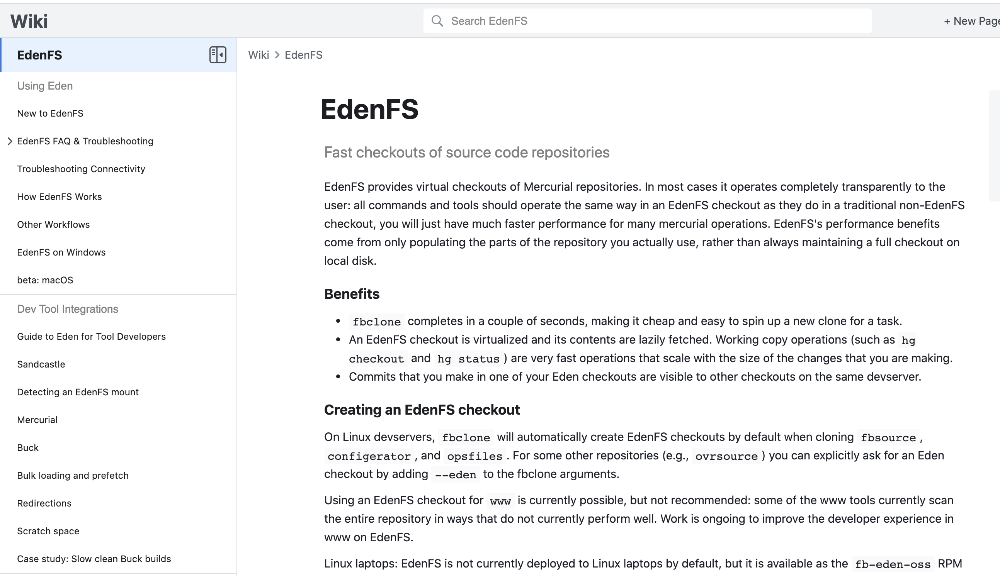 Wiki
Search EdenFS
+ New Page
EdenFS
Using Eden
New to EdenFS
EdenFS FAQ & Troubleshooting
Troubleshooting Connectivity
How EdenFS Works
Other Workflows
EdenFS on Windows
beta: macOS
Dev Tool Integrations
Guide to Eden for Tool Developers
Sandcastle
Detecting an EdenFS mount
Mercurial
Buck
Bulk loading and prefetch
Redirections
Scratch space
Case study: Slow clean Buck builds
Wiki > EdenFS
EdenFS
Fast checkouts of source code repositories
EdenFS provides virtual checkouts of Mercurial repositories. In most cases it operates completely transparently to the
user: all commands and tools should operate the same way in an EdenFS checkout as they do in a traditional non-EdenFS
checkout, you will just have much faster performance for many mercurial operations. EdenFS's performance benefits
come from only populating the parts of the repository you actually use, rather than always maintaining a full checkout on
local disk.
Benefits
• fbclone completes in a couple of seconds, making it cheap and easy to spin up a new clone for a task.
• An EdenFS checkout is virtualized and its contents are lazily fetched. Working copy operations (such as hg
checkout and hg status ) are very fast operations that scale with the size of the changes that you are making.
• Commits that you make in one of your Eden checkouts are visible to other checkouts on the same devserver.
Creating an EdenFS checkout
On Linux devservers, fbclone will automatically create EdenFS checkouts by default when cloning fbsource ,
configerator , and opsfiles . For some other repositories (e.g., ovrsource ) you can explicitly ask for an Eden
checkout by adding --eden to the fbclone arguments.
Using an EdenFS checkout for www is currently possible, but not recommended: some of the www tools currently scan
the entire repository in ways that do not currently perform well. Work is ongoing to improve the developer experience in
www on EdenFS.
Linux laptops: EdenFS is not currently deployed to Linux laptops by default, but it is available as the fb-eden-oss RPM